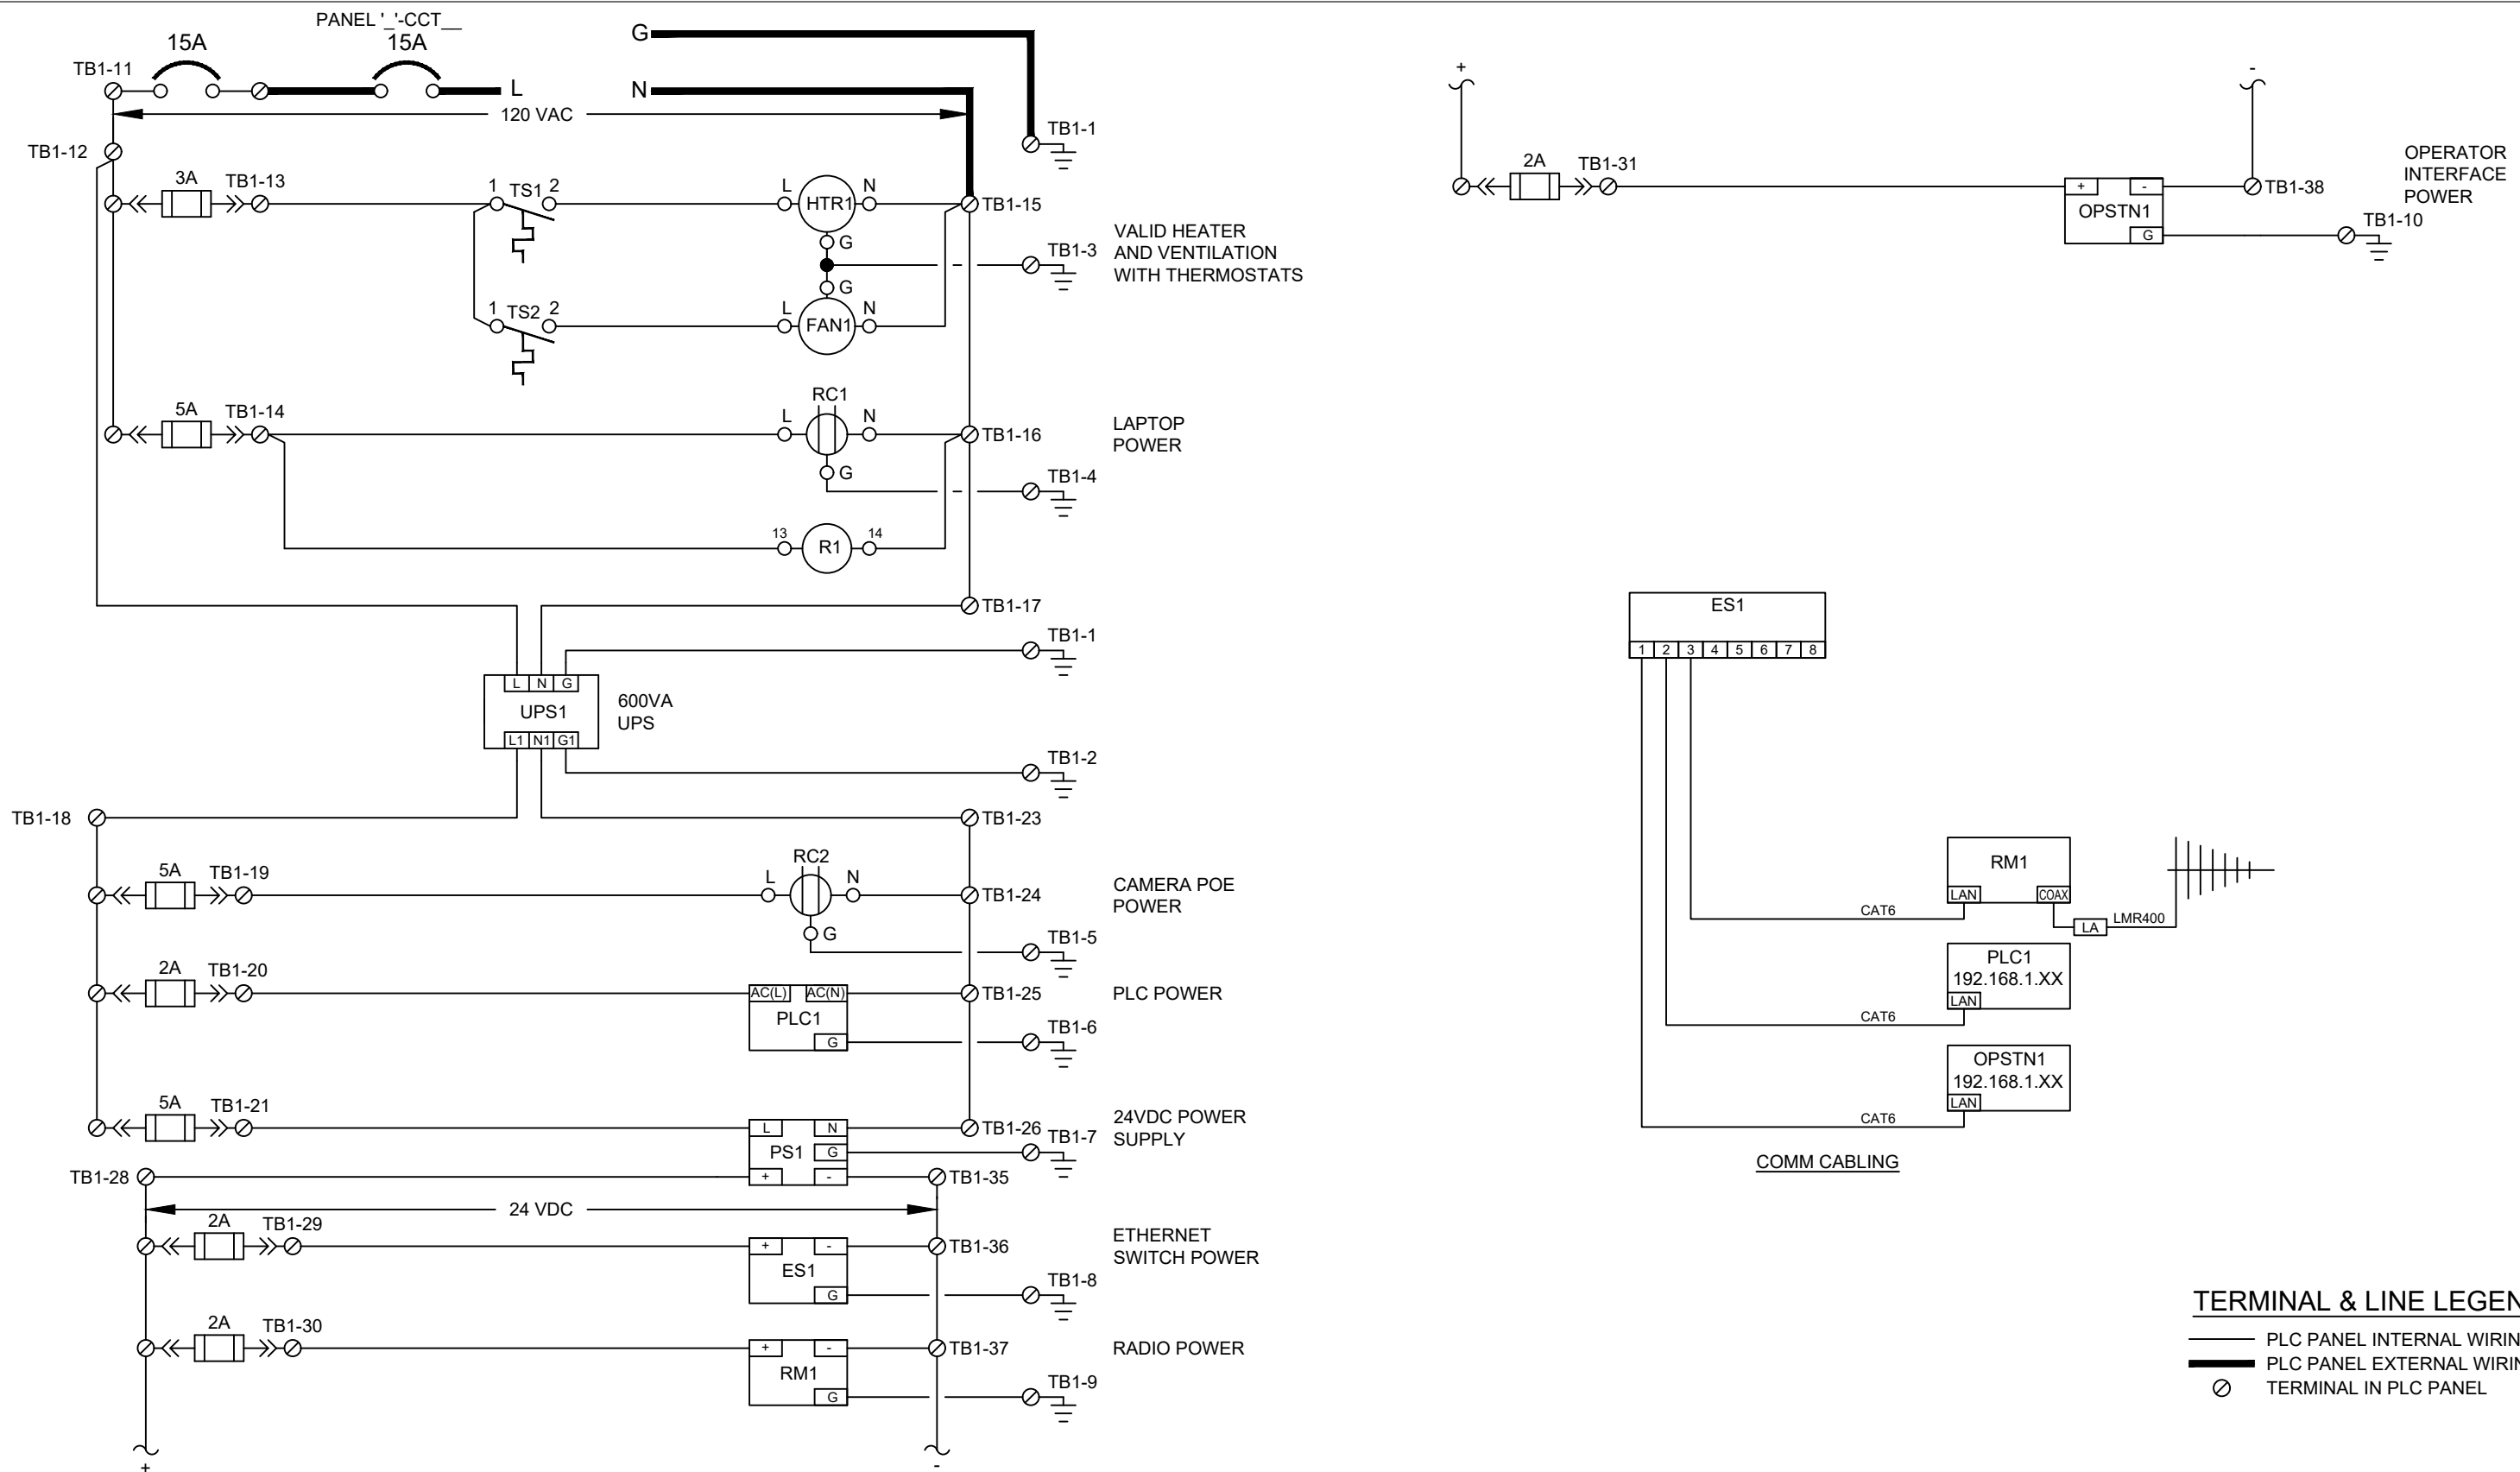 PANEL '_'-CCT__
15A
15A
TB1-11
L
G
N
120 VAC
TB1-1
TB1-12
3A
TB1-13
1
TS1
2
L
HTR1
N
TB1-15
G
TB1-3
VALID HEATER
AND VENTILATION
WITH THERMOSTATS
G
1
TS2
2
L
FAN1
N
5A
TB1-14
RC1
L
N
TB1-16
LAPTOP
POWER
G
TB1-4
13
R1
14
TB1-17
TB1-1
L
N
G
UPS1
600VA
UPS
L1
N1
G1
TB1-2
TB1-18
TB1-23
5A
TB1-19
RC2
L
N
TB1-24
CAMERA POE
POWER
G
TB1-5
2A
TB1-20
AC(L)
AC(N)
TB1-25
PLC POWER
PLC1
G
TB1-6
5A
TB1-21
L
N
TB1-26
24VDC POWER
SUPPLY
PS1
G
TB1-7
TB1-28
+
-
TB1-35
24 VDC
2A
TB1-29
+
-
TB1-36
ETHERNET
SWITCH POWER
ES1
G
TB1-8
2A
TB1-30
+
-
TB1-37
RADIO POWER
RM1
G
TB1-9
+
-
+
-
2A
TB1-31
+
-
TB1-38
OPERATOR
INTERFACE
POWER
OPSTN1
G
TB1-10
ES1
1 2 3 4 5 6 7 8
RM1
LAN
COAX
CAT6
LA
LMR400
PLC1
192.168.1.XX
LAN
CAT6
OPSTN1
192.168.1.XX
LAN
CAT6
COMM CABLING
TERMINAL & LINE LEGEN
PLC PANEL INTERNAL WIRIN
PLC PANEL EXTERNAL WIRIN
TERMINAL IN PLC PANEL